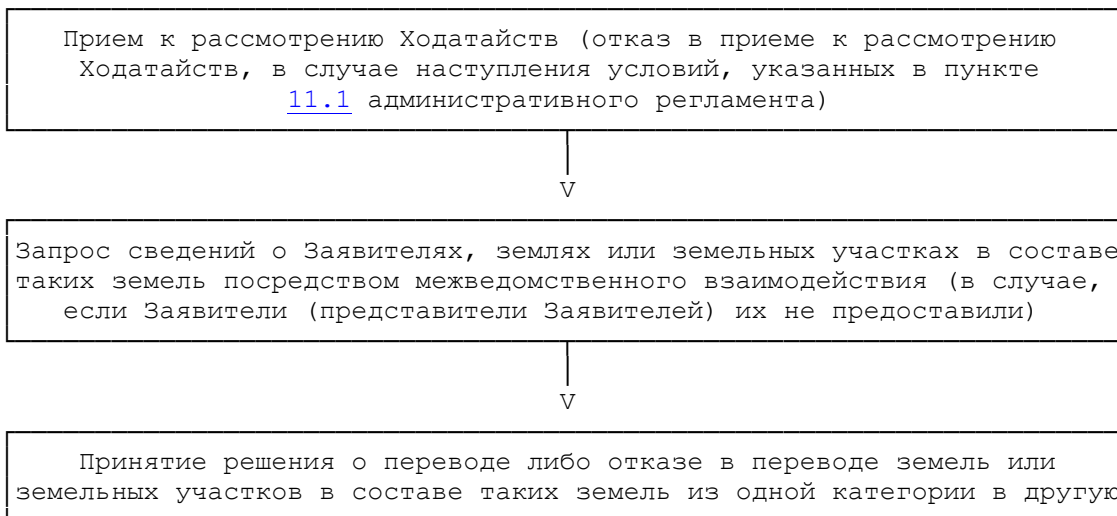 Прием к рассмотрению Ходатайств (отказ в приеме к рассмотрению
Ходатайств, в случае наступления условий, указанных в пункте
11.1 административного регламента)
V
Запрос сведений о Заявителях, землях или земельных участках в составе
таких земель посредством межведомственного взаимодействия (в случае,
если Заявители (представители Заявителей) их не предоставили)
V
Принятие решения о переводе либо отказе в переводе земель или
земельных участков в составе таких земель из одной категории в другую